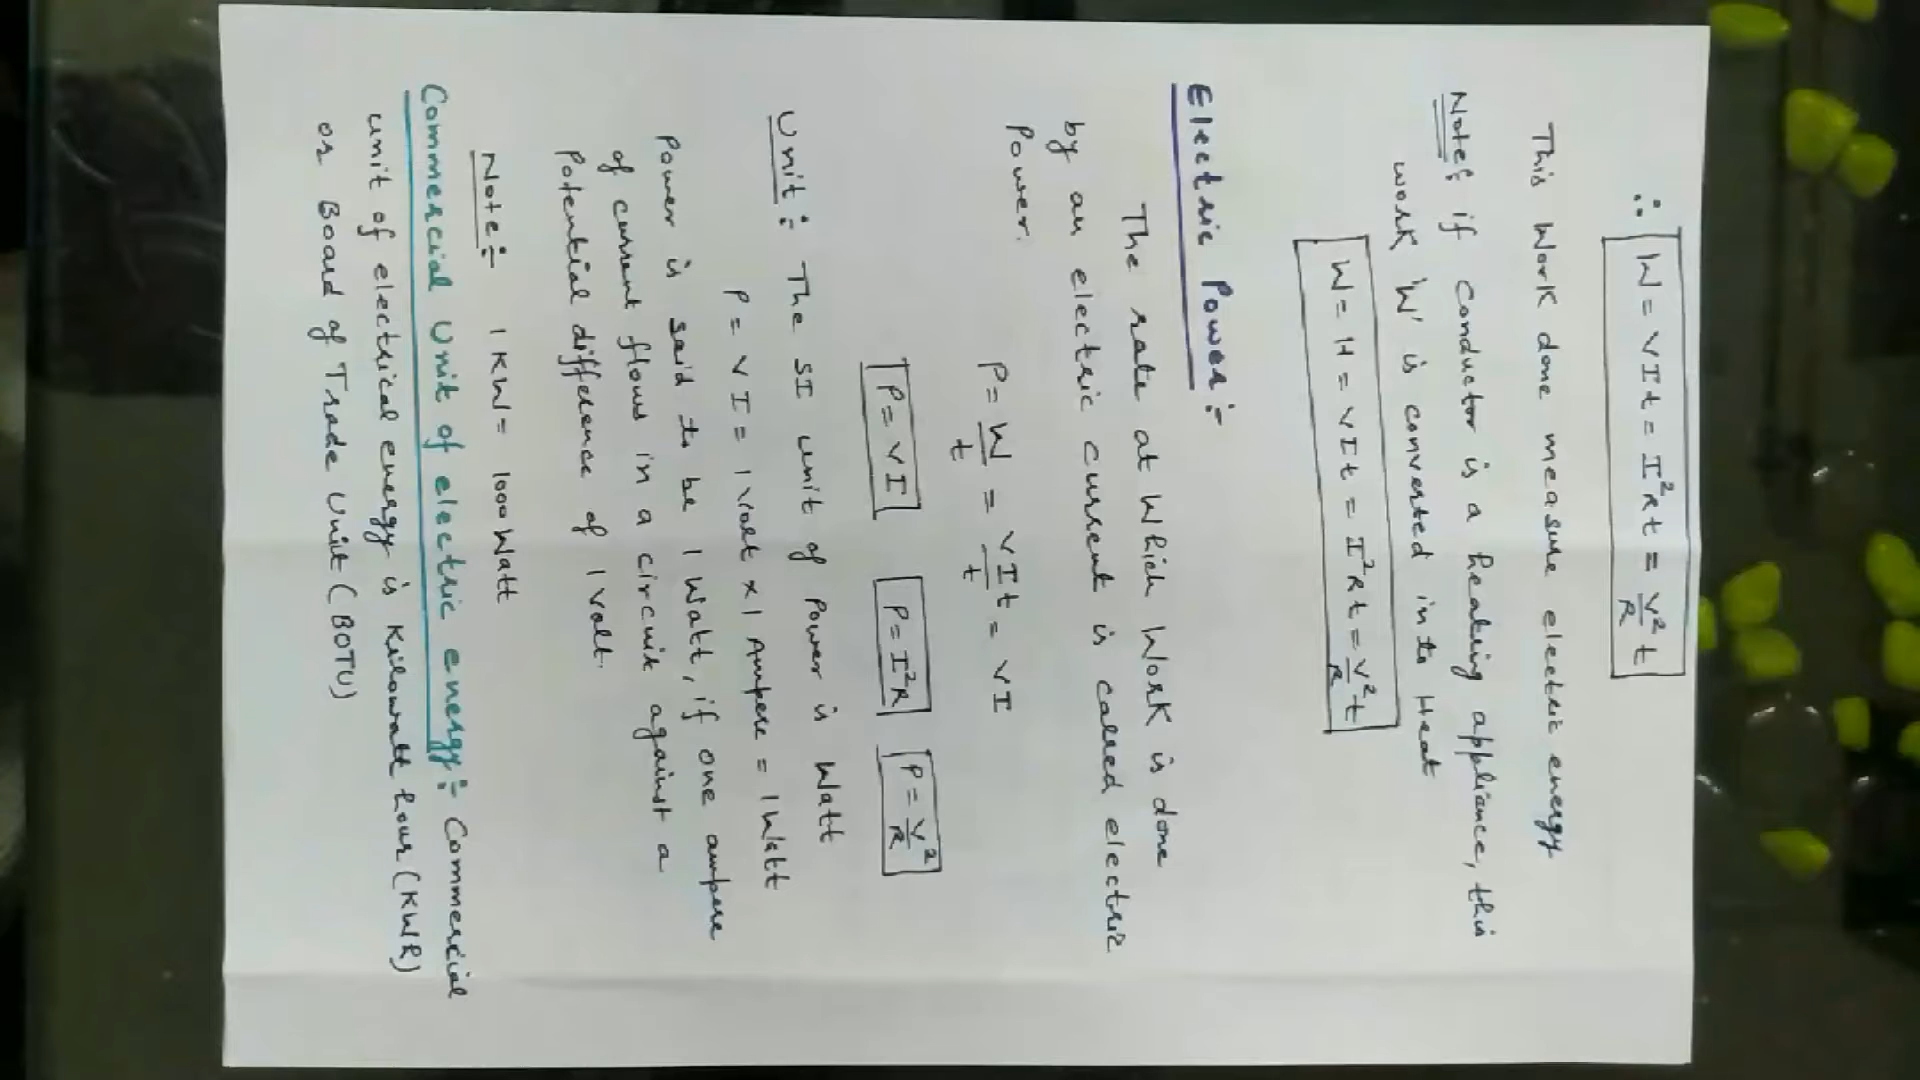 ∴ W = VIt = I²Rt = V²/R t
This Work done measure electric energy
Note: if conductor is a heating appliance, this
work 'W' is converted in to Heat
W = H = VIt = I²Rt = V²/R t
Electric Power:-
The rate at Which Work is done
by an electric current is called electric
Power.
P = W/t = VIt/t = VI
P = VI P = I²R P = V²/R
Unit:- The SI unit of Power is Watt
P = VI = 1 Volt × 1 Ampere = 1 Watt
Power is said to be 1 Watt, if one ampere
of current flows in a circuit against a
Potential difference of 1 Volt.
Note:- 1 KW = 1000 Watt
Commercial Unit of electric energy:- Commercial
unit of electrical energy is Kilowatt hour (KWh)
or Board of Trade Unit (BOTU)